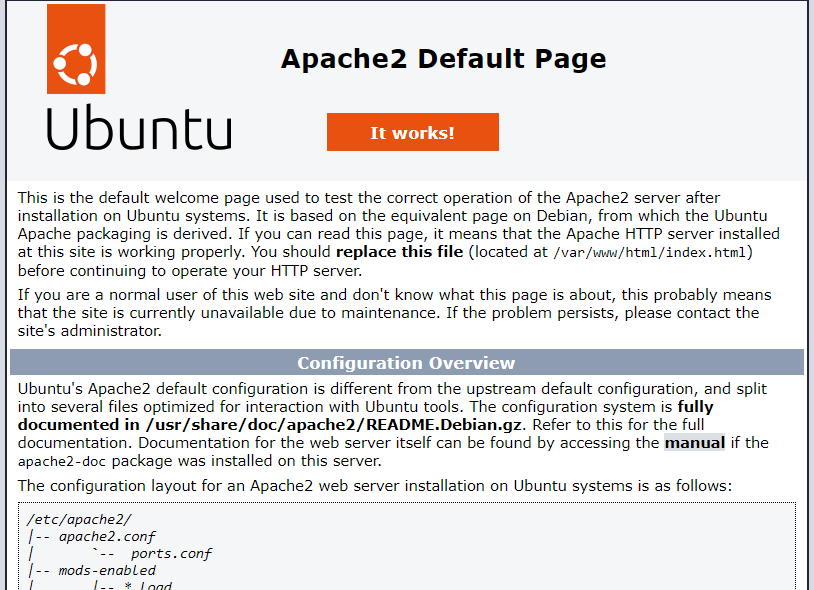 Apache2 Default Page
Ubuntu
It works!
This is the default welcome page used to test the correct operation of the Apache2 server after
installation on Ubuntu systems. It is based on the equivalent page on Debian, from which the Ubuntu
Apache packaging is derived. If you can read this page, it means that the Apache HTTP server installed
at this site is working properly. You should replace this file (located at /var/www/html/index.html)
before continuing to operate your HTTP server.
If you are a normal user of this web site and don't know what this page is about, this probably means
that the site is currently unavailable due to maintenance. If the problem persists, please contact the
site's administrator.
Configuration Overview
Ubuntu's Apache2 default configuration is different from the upstream default configuration, and split
into several files optimized for interaction with Ubuntu tools. The configuration system is fully
documented in /usr/share/doc/apache2/README.Debian.gz. Refer to this for the full
documentation. Documentation for the web server itself can be found by accessing the manual if the
apache2-doc package was installed on this server.
The configuration layout for an Apache2 web server installation on Ubuntu systems is as follows:
/etc/apache2/
|-- apache2.conf
|       `--  ports.conf
|-- mods-enabled
|       |-- *.load